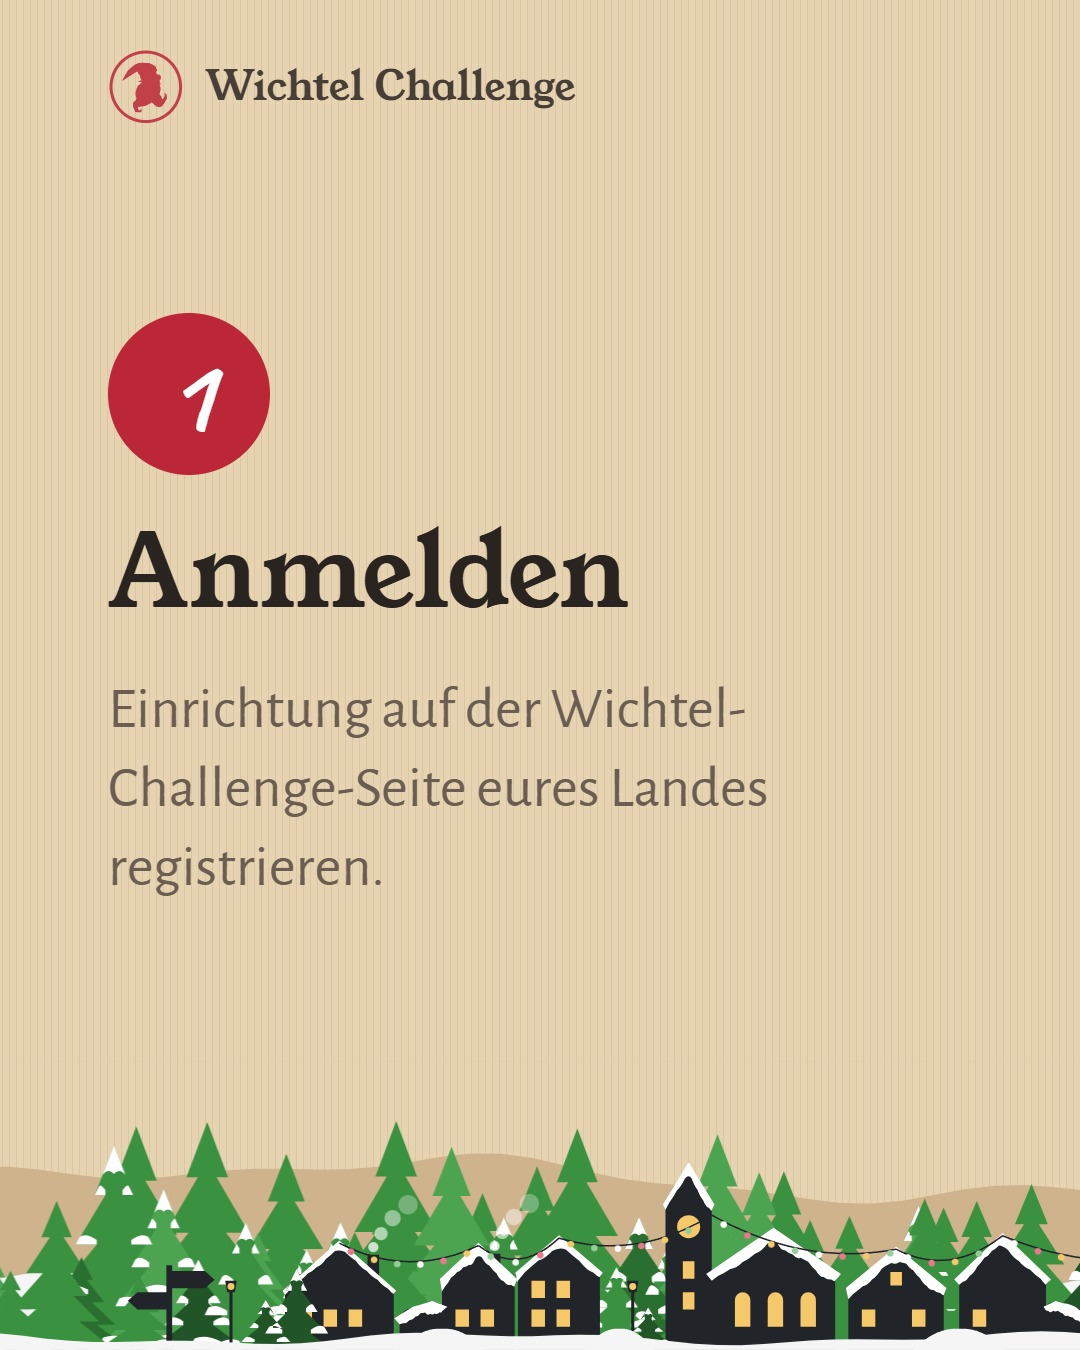 Wichtel Challenge
1
Anmelden
Einrichtung auf der Wichtel-
Challenge-Seite eures Landes
registrieren.